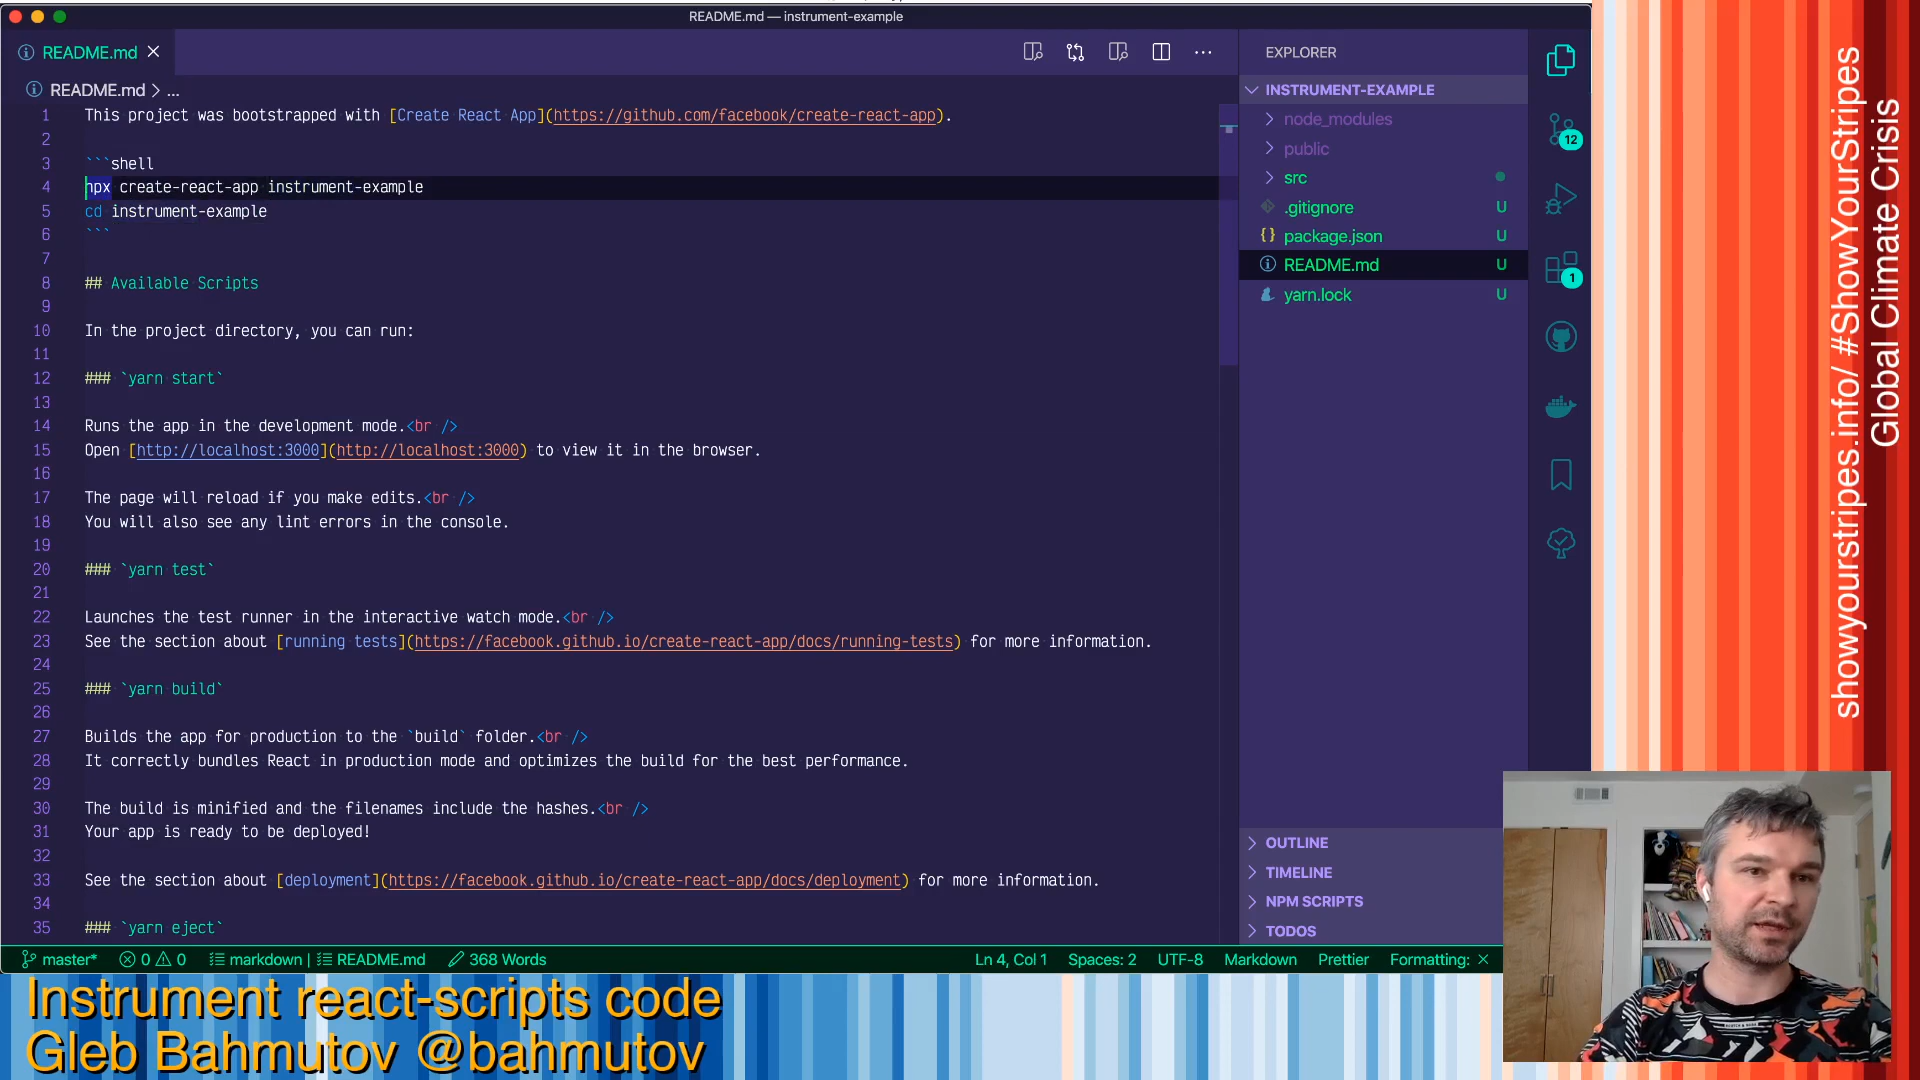 README.md — instrument-example
README.md
README.md > ...
1 This project was bootstrapped with [Create React App](https://github.com/facebook/create-react-app).
2
3 ```shell
4 npx create-react-app instrument-example
5 cd instrument-example
6 ```
7
8 ## Available Scripts
9
10 In the project directory, you can run:
11
12 ### `yarn start`
13
14 Runs the app in the development mode.<br />
15 Open [http://localhost:3000](http://localhost:3000) to view it in the browser.
16
17 The page will reload if you make edits.<br />
18 You will also see any lint errors in the console.
19
20 ### `yarn test`
21
22 Launches the test runner in the interactive watch mode.<br />
23 See the section about [running tests](https://facebook.github.io/create-react-app/docs/running-tests) for more information.
24
25 ### `yarn build`
26
27 Builds the app for production to the `build` folder.<br />
28 It correctly bundles React in production mode and optimizes the build for the best performance.
29
30 The build is minified and the filenames include the hashes.<br />
31 Your app is ready to be deployed!
32
33 See the section about [deployment](https://facebook.github.io/create-react-app/docs/deployment) for more information.
34
35 ### `yarn eject`
EXPLORER
INSTRUMENT-EXAMPLE
node_modules
public
src
.gitignore U
{} package.json U
README.md U
yarn.lock U
OUTLINE
TIMELINE
NPM SCRIPTS
TODOS
12
1
master* 0 0 markdown | README.md 368 Words Ln 4, Col 1 Spaces: 2 UTF-8 Markdown Prettier Formatting: ×
showyourstripes.info/ #ShowYourStripes
Global Climate Crisis
Instrument react-scripts code
Gleb Bahmutov @bahmutov